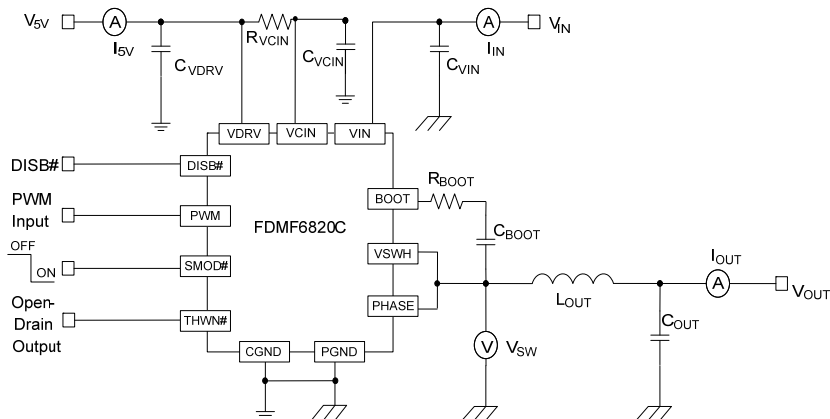 V5V
A
I5V
RVCIN
CVDRV
CVCIN
A
IIN
VIN
CVIN
VDRV
VCIN
VIN
DISB#
DISB#
PWM
Input
PWM
OFF
ON
SMOD#
Open-
Drain
Output
THWN#
FDMF6820C
BOOT
RBOOT
CBOOT
VSWH
PHASE
LOUT
IOUT
A
VOUT
COUT
V
VSW
CGND
PGND